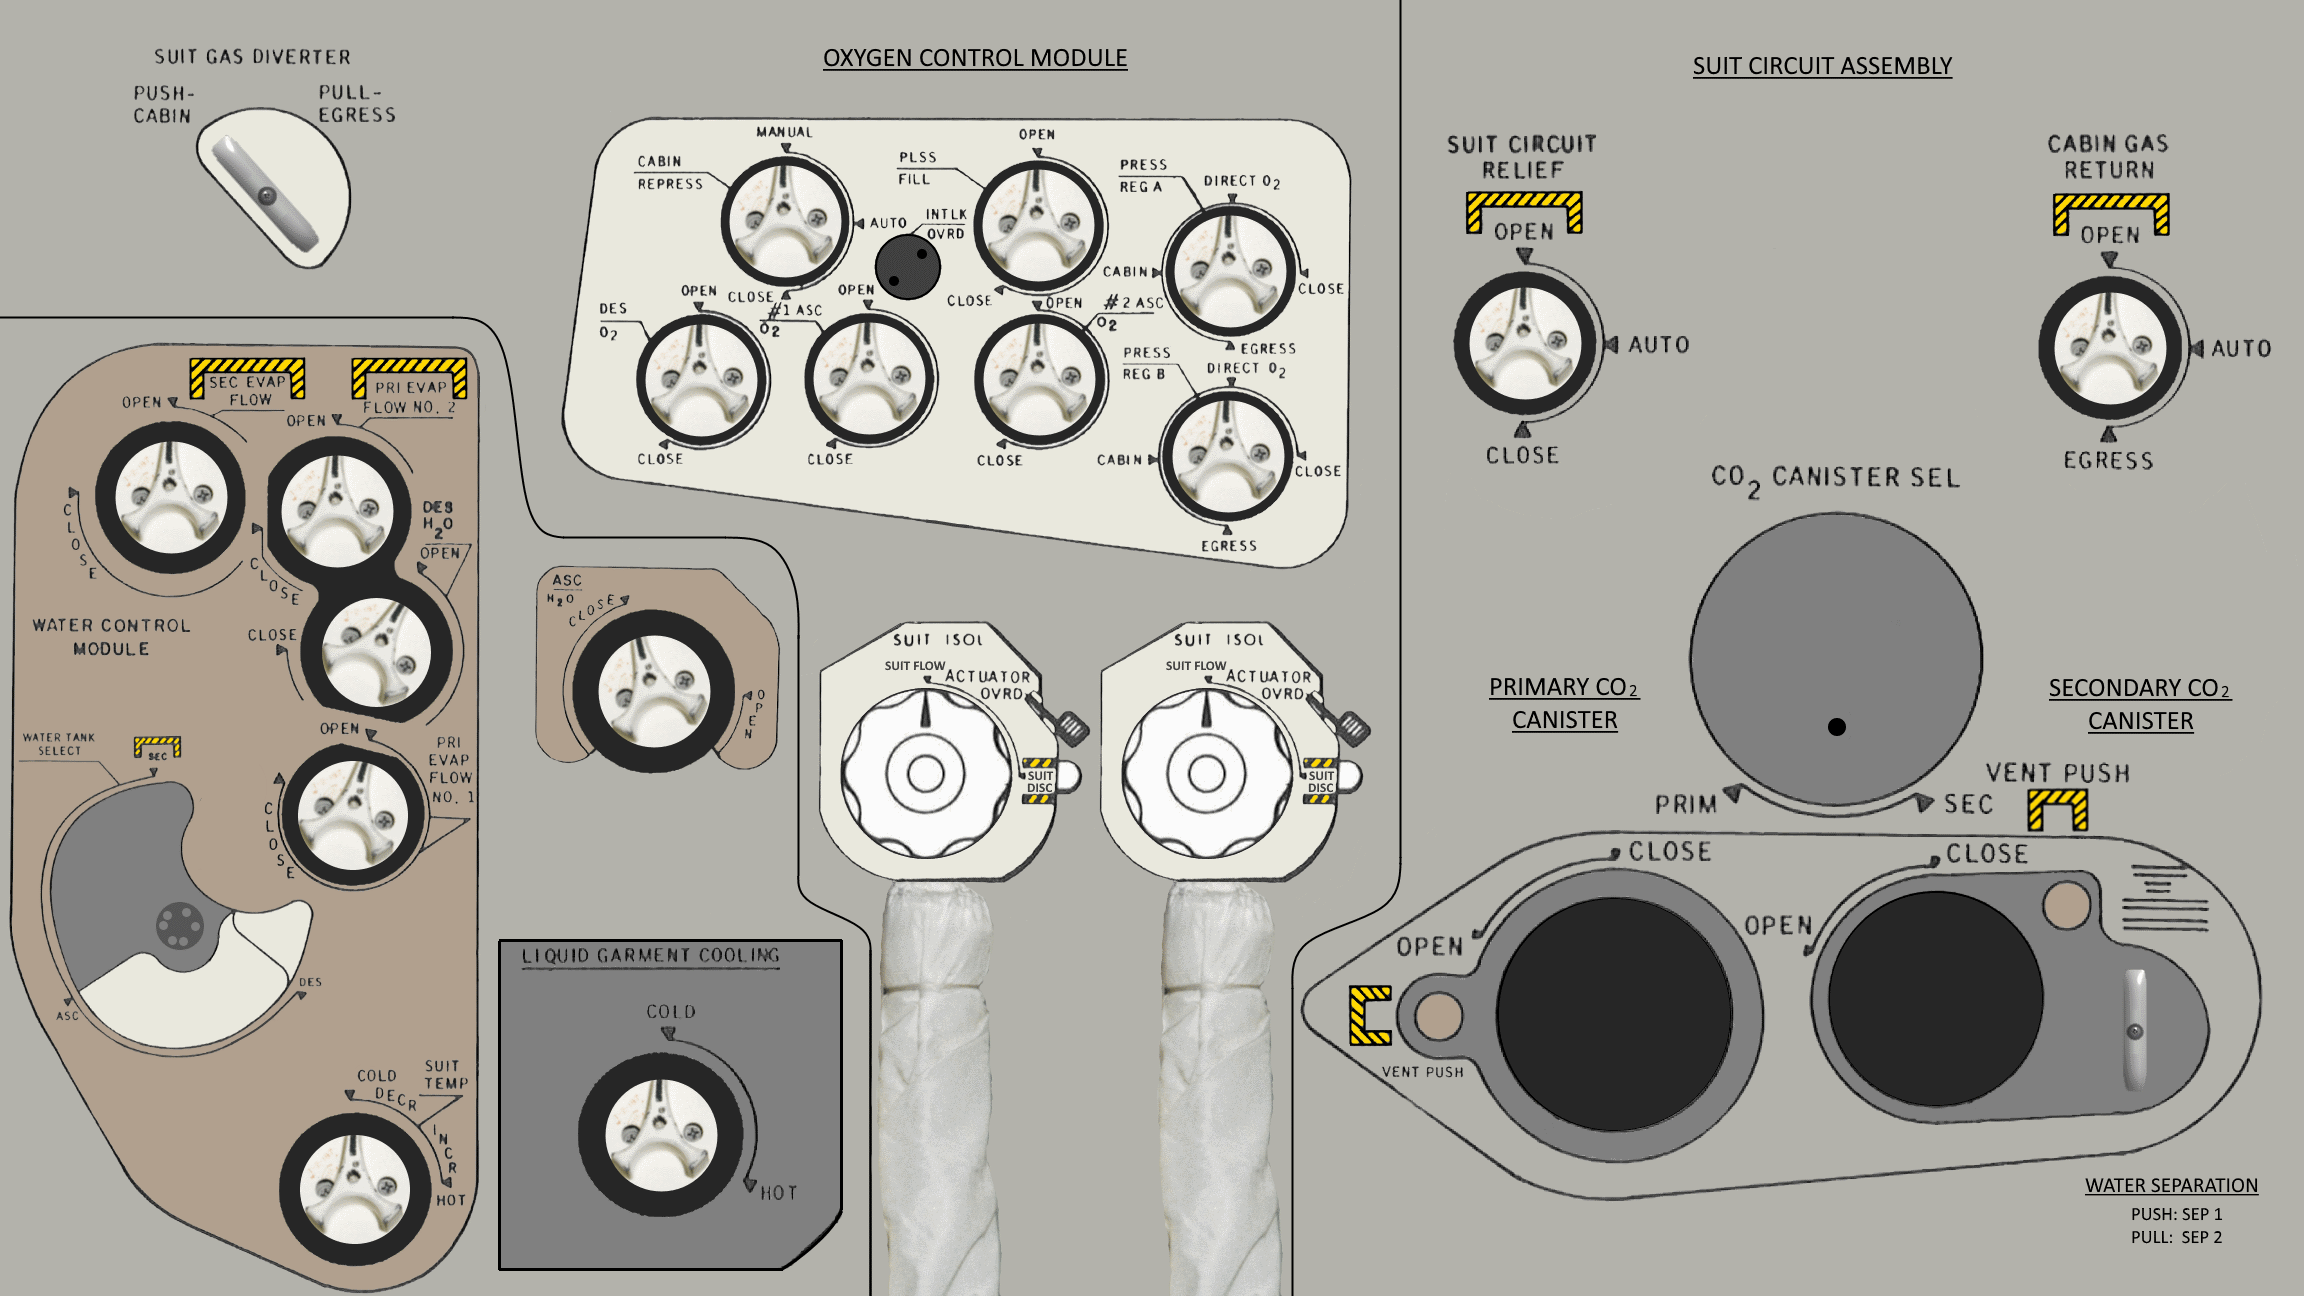 SUIT GAS DIVERTER
PUSH-
CABIN
PULL-
EGRESS
OXYGEN CONTROL MODULE
MANUAL
CABIN
REPRESS
AUTO
CLOSE
INTLK
OVRD
PLSS
FILL
OPEN
CLOSE
PRESS
REG A
DIRECT O2
CABIN
CLOSE
EGRESS
DES
O2
OPEN
CLOSE
#1 ASC
O2
OPEN
CLOSE
OPEN
#2 ASC
O2
CLOSE
PRESS
REG B
DIRECT O2
CABIN
CLOSE
EGRESS
SUIT CIRCUIT ASSEMBLY
SUIT CIRCUIT
RELIEF
OPEN
AUTO
CLOSE
CABIN GAS
RETURN
OPEN
AUTO
EGRESS
CO2 CANISTER SEL
PRIMARY CO2
CANISTER
SECONDARY CO2
CANISTER
PRIM
SEC
VENT PUSH
CLOSE
OPEN
CLOSE
OPEN
VENT PUSH
WATER SEPARATION
PUSH: SEP 1
PULL: SEP 2
SEC EVAP
FLOW
OPEN
CLOSE
PRI EVAP
FLOW NO. 2
OPEN
CLOSE
DES
H2O
OPEN
CLOSE
WATER CONTROL
MODULE
WATER TANK
SELECT
SEC
ASC
DES
OPEN
PRI
EVAP
FLOW
NO. 1
CLOSE
SUIT
TEMP
COLD
DECR
INCR
HOT
ASC
H2O
CLOSE
OPEN
LIQUID GARMENT COOLING
COLD
HOT
SUIT ISOL
SUIT FLOW
ACTUATOR
OVRD
SUIT
DISC
SUIT ISOL
SUIT FLOW
ACTUATOR
OVRD
SUIT
DISC